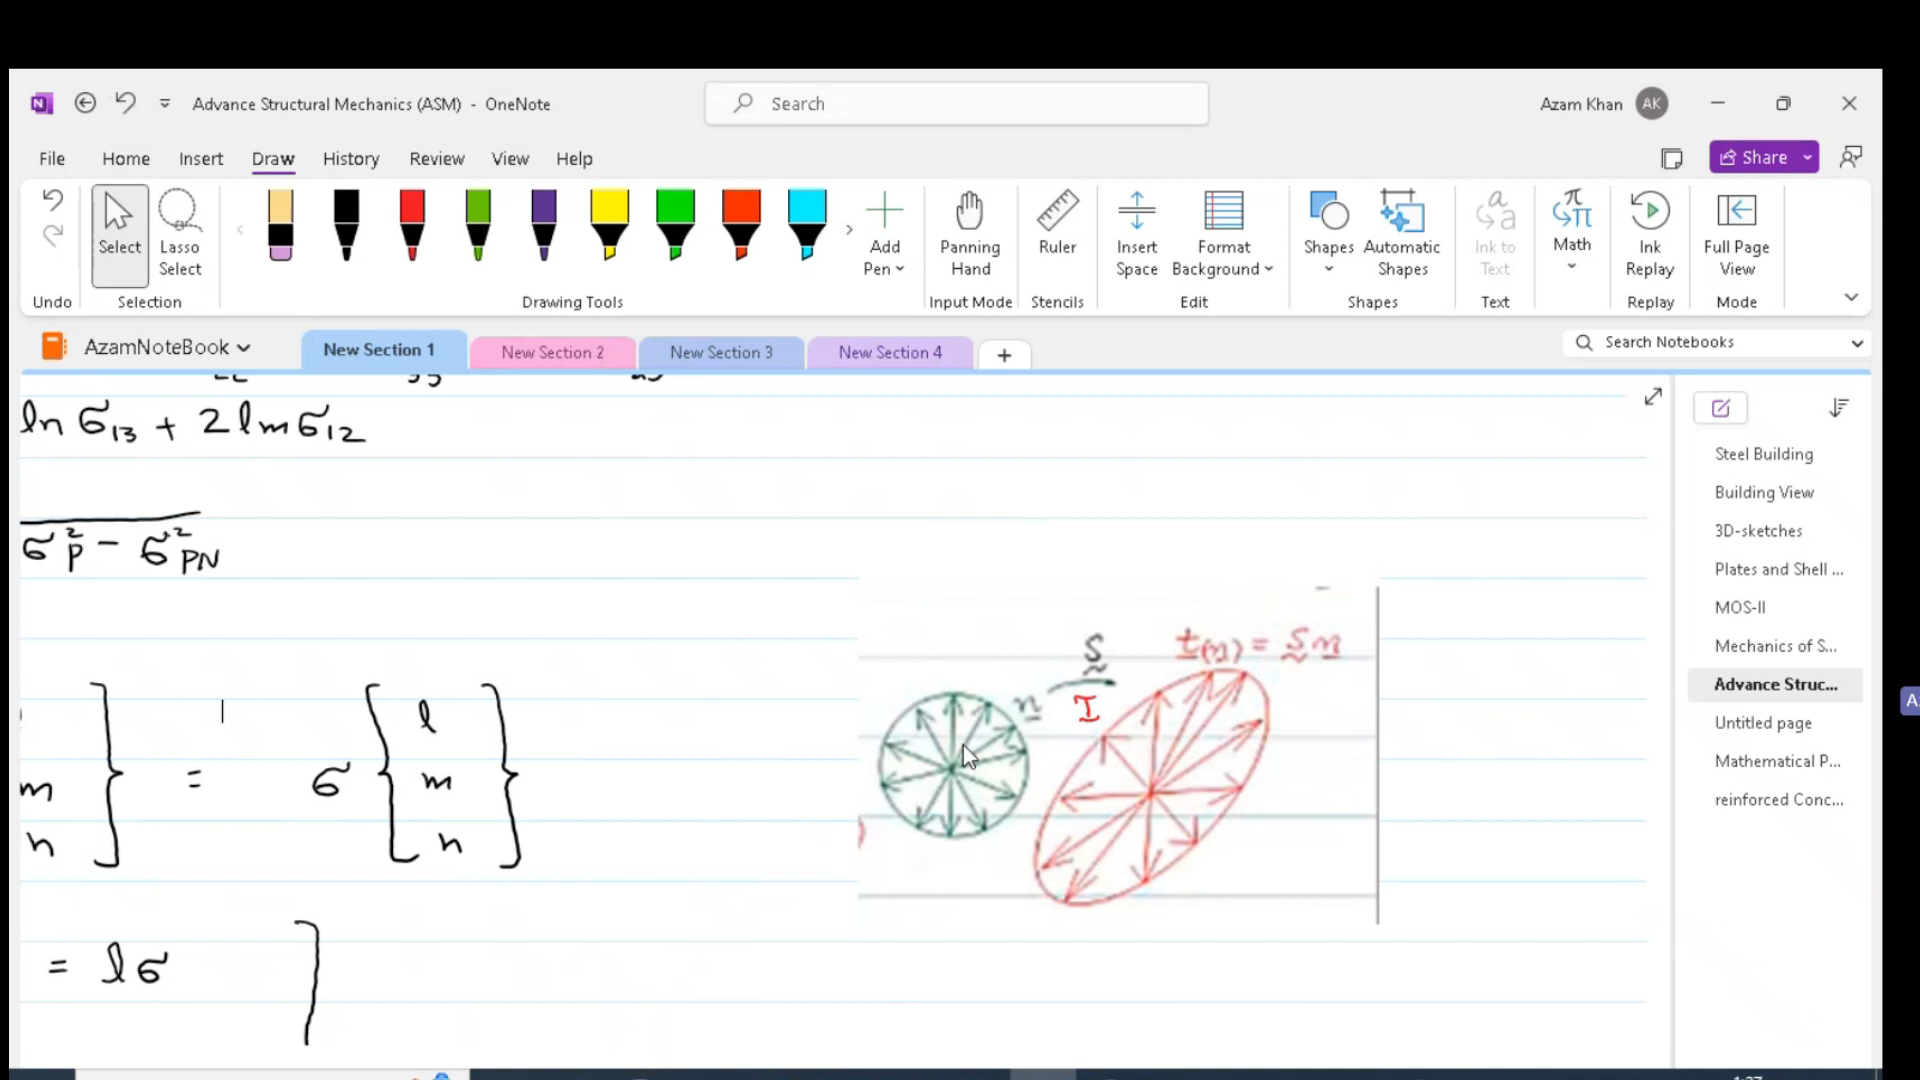 Advance Structural Mechanics (ASM) - OneNote
Search
Azam Khan AK
File Home Insert Draw History Review View Help
Share
Undo
Select
Lasso Select
Selection
Drawing Tools
Add Pen
Panning Hand
Input Mode
Ruler
Stencils
Insert Space
Format Background
Edit
Shapes
Automatic Shapes
Shapes
Ink to Text
Text
Math
Ink Replay
Replay
Full Page View
Mode
AzamNoteBook
New Section 1
New Section 2
New Section 3
New Section 4
+
Search Notebooks
ln σ13 + 2lmσ12
σ²P - σ²PN
S
t(n) = S n
n
I
l
m } = σ { m }
n
n
= lσ ]
Steel Building
Building View
3D-sketches
Plates and Shell ...
MOS-II
Mechanics of S...
Advance Struc...
Untitled page
Mathematical P...
reinforced Conc...